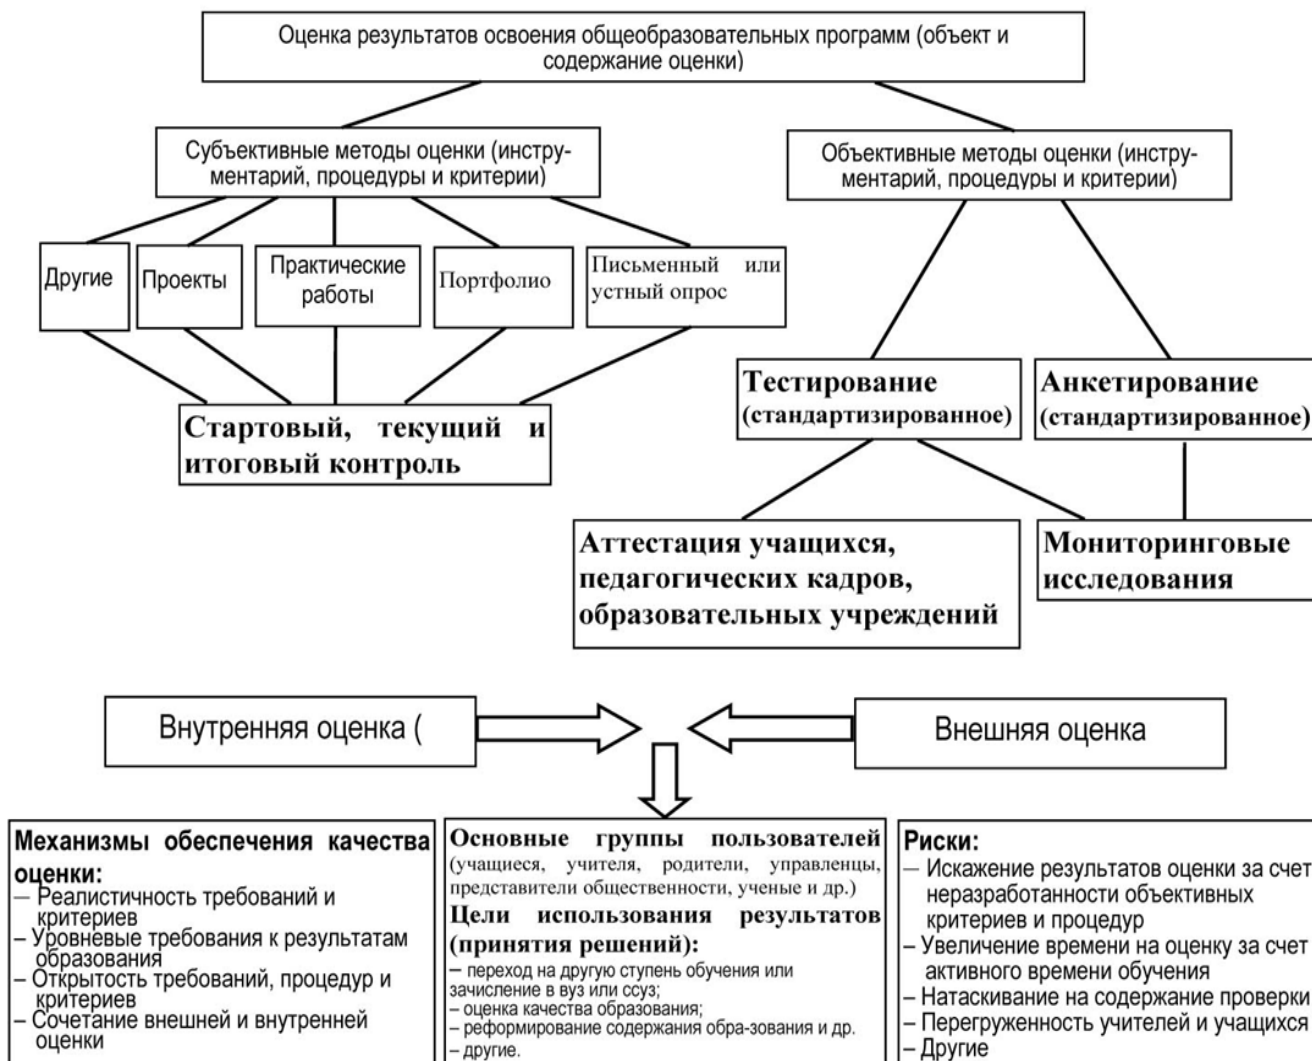 Оценка результатов освоения общеобразовательных программ (объект и
содержание оценки)
Субъективные методы оценки (инстру-
ментарий, процедуры и критерии)
Объективные методы оценки (инстру-
ментарий, процедуры и критерии)
Другие
Проекты
Практические
работы
Портфолио
Письменный или
устный опрос
Стартовый, текущий и
итоговый контроль
Тестирование
(стандартизированное)
Анкетирование
(стандартизированное)
Аттестация учащихся,
педагогических кадров,
образовательных учреждений
Мониторинговые
исследования
Внутренняя оценка (
Внешняя оценка
Механизмы обеспечения качества
оценки:
– Реалистичность требований и
критериев
– Уровневые требования к результатам
образования
– Открытость требований, процедур и
критериев
– Сочетание внешней и внутренней
оценки
Основные группы пользователей
(учащиеся, учителя, родители, управленцы,
представители общественности, ученые и др.)
Цели использования результатов
(принятия решений):
– переход на другую ступень обучения или
зачисление в вуз или ссуз;
– оценка качества образования;
– реформирование содержания обра-зования и др.
– другие.
Риски:
– Искажение результатов оценки за счет
неразработанности объективных
критериев и процедур
– Увеличение времени на оценку за счет
активного времени обучения
– Натаскивание на содержание проверки
– Перегруженность учителей и учащихся
– Другие